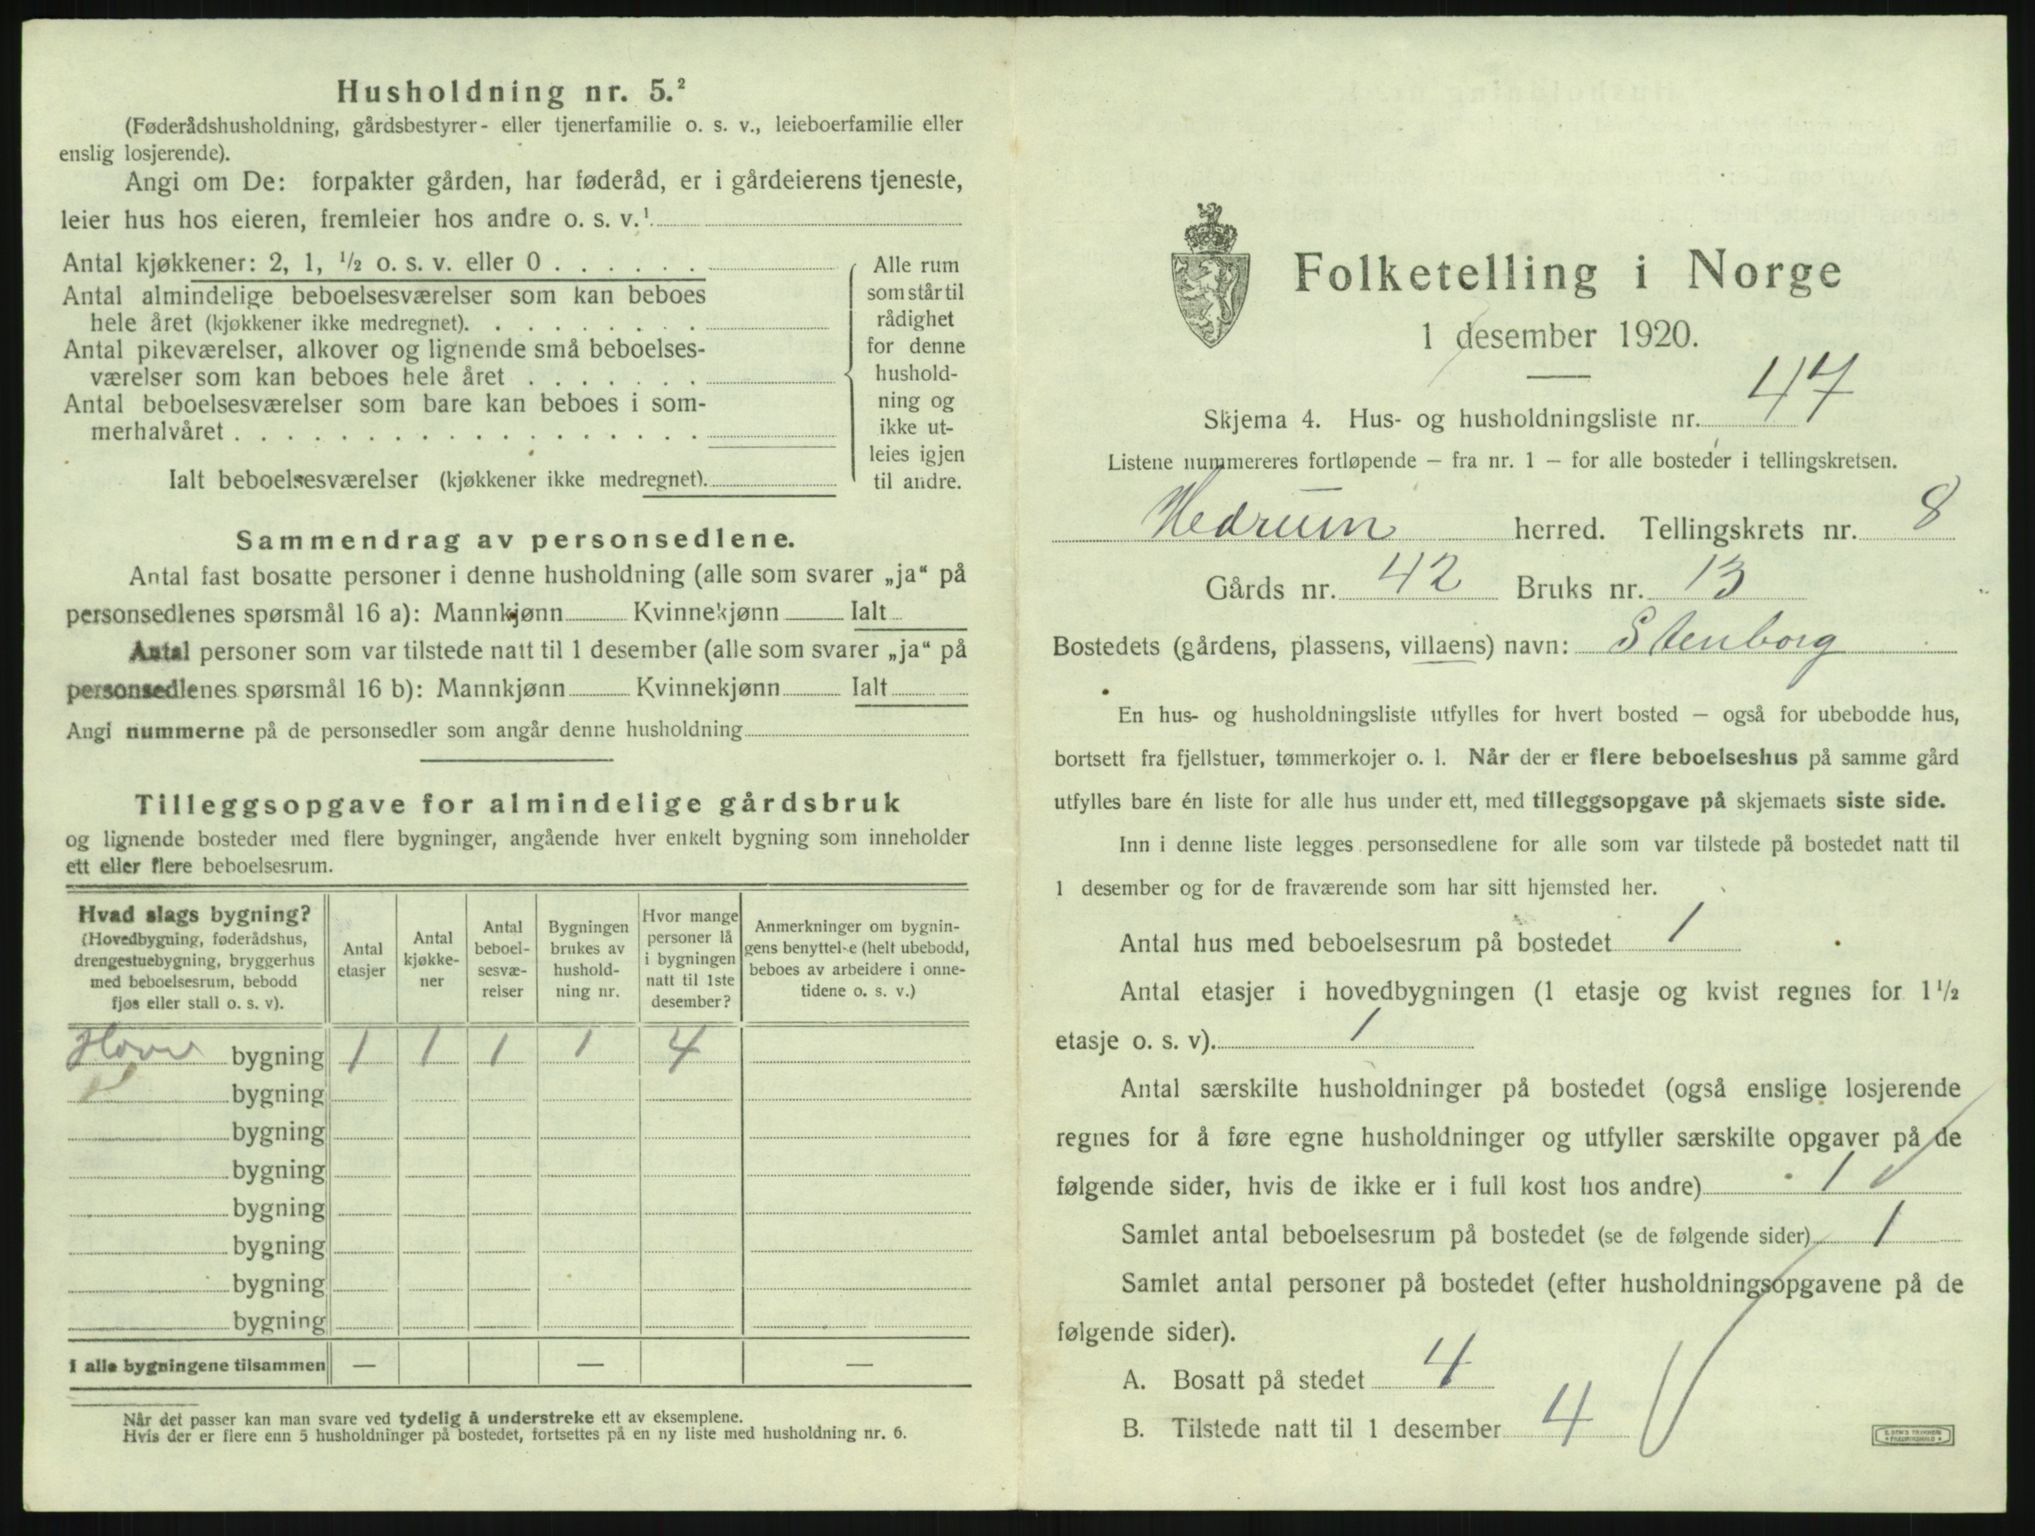 Husholdning nr. 5.²
(Føderådshusholdning, gårdsbestyrer- eller tjenerfamilie o. s. v., leieboerfamilie eller
enslig losjerende).
Angi om De: forpakter gården, har føderåd, er i gårdeierens tjeneste,
leier hus hos eieren, fremleier hos andre o. s. v.¹
Antal kjøkkener: 2, 1, ½ o. s. v. eller 0 . . . . . .
Antal almindelige beboelsesværelser som kan beboes
hele året (kjøkkener ikke medregnet). . . . . . . . .
Antal pikeværelser, alkover og lignende små beboelses-
værelser som kan beboes hele året . . . . . . .
Antal beboelsesværelser som bare kan beboes i som-
merhalvåret . . . . . . . . . . . . . . . . . .
Ialt beboelsesværelser (kjøkkener ikke medregnet).
Alle rum
som står til
rådighet
for denne
hushold-
ning og
ikke ut-
leies igjen
til andre.
Sammendrag av personsedlene.
Antal fast bosatte personer i denne husholdning (alle som svarer „ja“ på
personsedlenes spørsmål 16 a): Mannkjønn Kvinnekjønn Ialt
Antal personer som var tilstede natt til 1 desember (alle som svarer „ja“ på
personsedlenes spørsmål 16 b): Mannkjønn Kvinnekjønn Ialt
Angi nummerne på de personsedler som angår denne husholdning
Tilleggsopgave for almindelige gårdsbruk
og lignende bosteder med flere bygninger, angående hver enkelt bygning som inneholder
ett eller flere beboelsesrum.
Hvad slags bygning?
(Hovedbygning, føderådshus,
drengestuebygning, bryggerhus
med beboelsesrum, bebodd
fjøs eller stall o. s. v).
Antal
etasjer
Antal
kjøkke-
ner
Antal
beboel-
sesvæ-
relser
Bygningen
brukes av
hushold-
ning nr.
Hvor mange
personer lå
i bygningen
natt til 1ste
desember?
Anmerkninger om bygnin-
gens benyttelse (helt ubebodd,
beboes av arbeidere i onne-
tidene o. s. v.)
bygning 1 1 1 1 4
bygning
bygning
bygning
bygning
bygning
bygning
bygning
I alle bygningene tilsammen — — —
Når det passer kan man svare ved tydelig å understreke ett av eksemplene.
Hvis der er flere enn 5 husholdninger på bostedet, fortsettes på en ny liste med husholdning nr. 6.
Folketelling i Norge
1 desember 1920.
Skjema 4. Hus- og husholdningsliste nr. 47
Listene nummereres fortløpende – fra nr. 1 – for alle bosteder i tellingskretsen.
Hedrum herred. Tellingskrets nr. 8
Gårds nr. 42 Bruks nr. 13
Bostedets (gårdens, plassens, villaens) navn: Stenborg
En hus- og husholdningsliste utfylles for hvert bosted – også for ubebodde hus,
bortsett fra fjellstuer, tømmerkojer o. l. Når der er flere beboelseshus på samme gård
utfylles bare én liste for alle hus under ett, med tilleggsopgave på skjemaets siste side.
Inn i denne liste legges personsedlene for alle som var tilstede på bostedet natt til
1 desember og for de fraværende som har sitt hjemsted her.
Antal hus med beboelsesrum på bostedet 1
Antal etasjer i hovedbygningen (1 etasje og kvist regnes for 1½
etasje o. s. v). 1
Antal særskilte husholdninger på bostedet (også enslige losjerende
regnes for å føre egne husholdninger og utfyller særskilte opgaver på de
følgende sider, hvis de ikke er i full kost hos andre) 1
Samlet antal beboelsesrum på bostedet (se de følgende sider) 1
Samlet antal personer på bostedet (efter husholdningsopgavene på de
følgende sider).
A. Bosatt på stedet 4
B. Tilstede natt til 1 desember 4